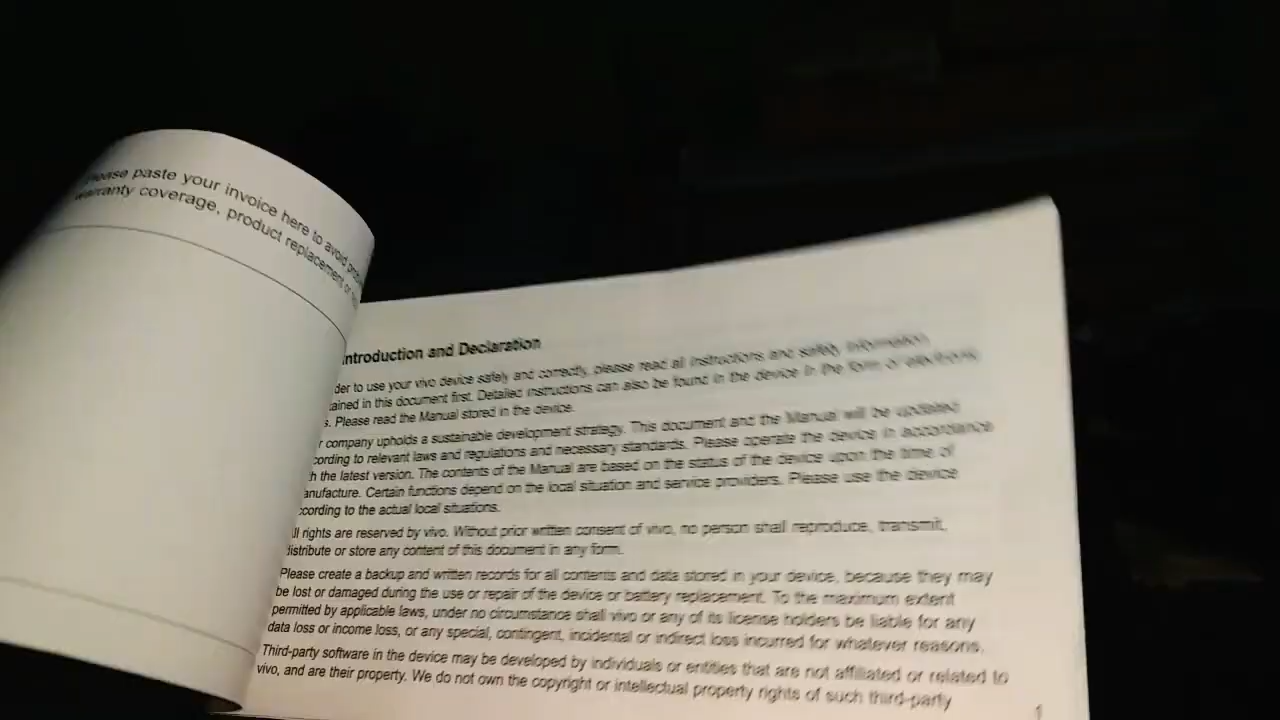 please paste your invoice here to avoid
warranty coverage, product replacement or
Introduction and Declaration
der to use your vivo device safely and correctly, please read all instructions and safety information
ained in this document first. Detailed instructions can also be found in the device in the form of electronic
s. Please read the Manual stored in the device.
r company upholds a sustainable development strategy. This document and the Manual will be updated
cording to relevant laws and regulations and necessary standards. Please operate the device in accordance
h the latest version. The contents of the Manual are based on the status of the device upon the time of
anufacture. Certain functions depend on the local situation and service providers. Please use the device
ccording to the actual local situations.
ll rights are reserved by vivo. Without prior written consent of vivo, no person shall reproduce, transmit,
distribute or store any content of this document in any form.
Please create a backup and written records for all contents and data stored in your device, because they may
be lost or damaged during the use or repair of the device or battery replacement. To the maximum extent
permitted by applicable laws, under no circumstance shall vivo or any of its license holders be liable for any
data loss or income loss, or any special, contingent, incidental or indirect loss incurred for whatever reasons.
Third-party software in the device may be developed by individuals or entities that are not affiliated or related to
vivo, and are their property. We do not own the copyright or intellectual property rights of such third-party
1